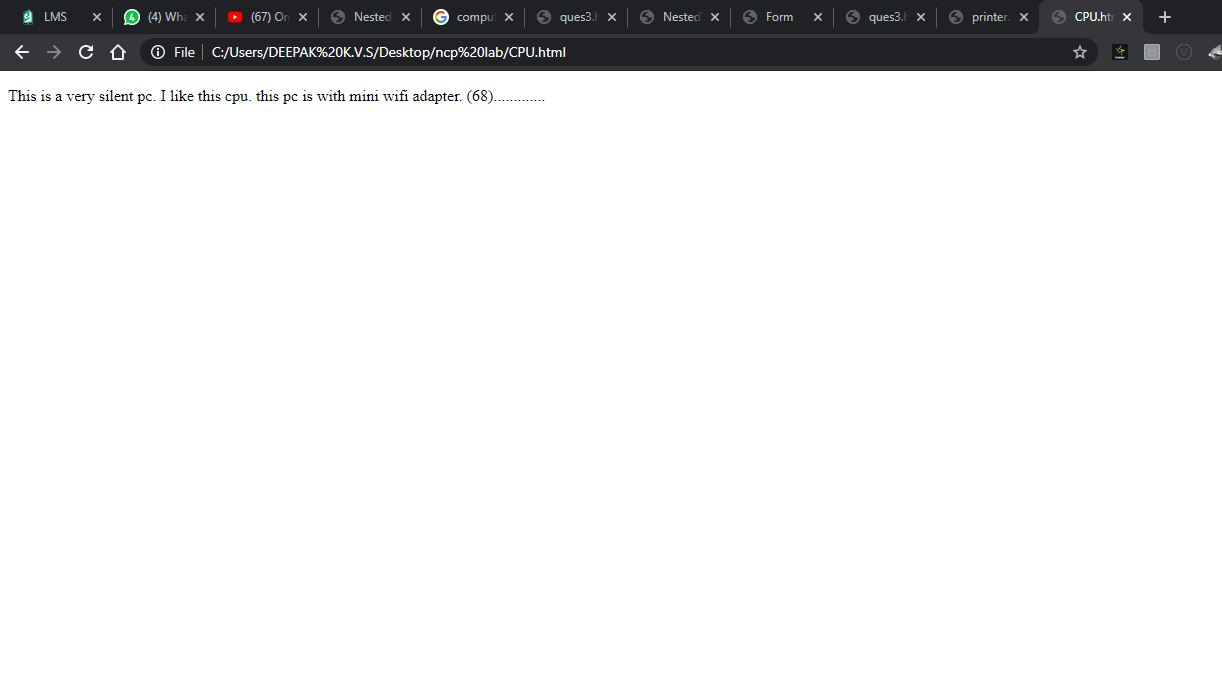 LMS
(4) Wha
(67) On
Nested
comput
ques3.h
Nested
Form
ques3.h
printer.
CPU.htm
File
C:/Users/DEEPAK%20K.V.S/Desktop/ncp%20lab/CPU.html
This is a very silent pc. I like this cpu. this pc is with mini wifi adapter. (68).............